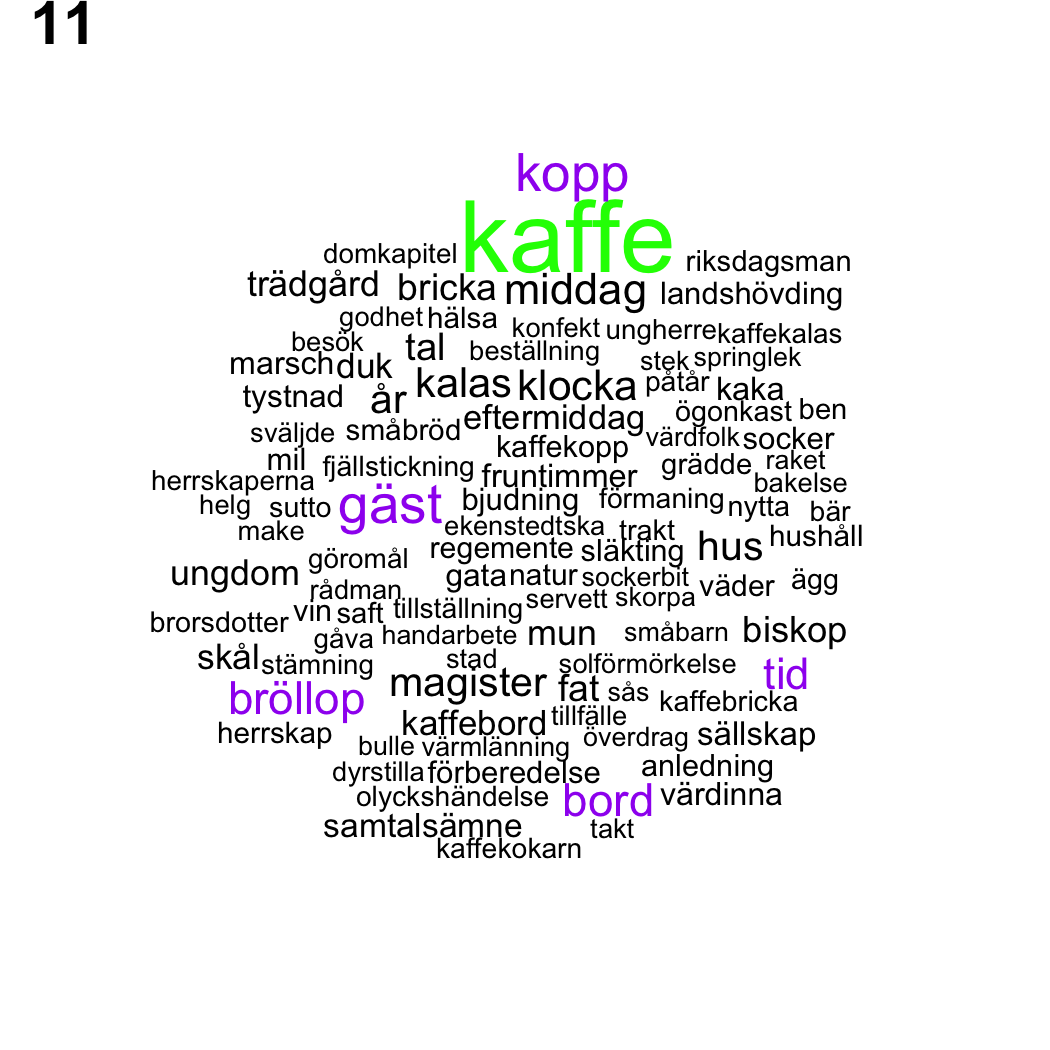 11
kopp
kaffe
domkapitel riksdagsman
trädgård bricka middag landshövding
godhet hälsa konfekt ungherre kaffekalas
besök tal beställning stek springlek
marsch duk kalas klocka påtår kaka
tystnad år eftermiddag ögonkast ben
sväljde småbröd kaffekopp värdfolk socker
mil fjällstickning fruntimmer grädde raket
herrskaperna gäst bjudning förmaning bakelse
helg sutto nytta bär
make ekenstedtska trakt hushåll
göromål regemente släkting hus
ungdom rådman gata natur sockerbit väder ägg
brorsdotter vin saft tillställning servett skorpa
gåva handarbete mun småbarn biskop
skål stämning stad solförmörkelse tid
bröllop magister fat sås kaffebricka
herrskap kaffebord tillfälle överdrag sällskap
bulle värmlänning
dyrstilla förberedelse anledning
olyckshändelse bord värdinna
samtalsämne takt
kaffekokarn